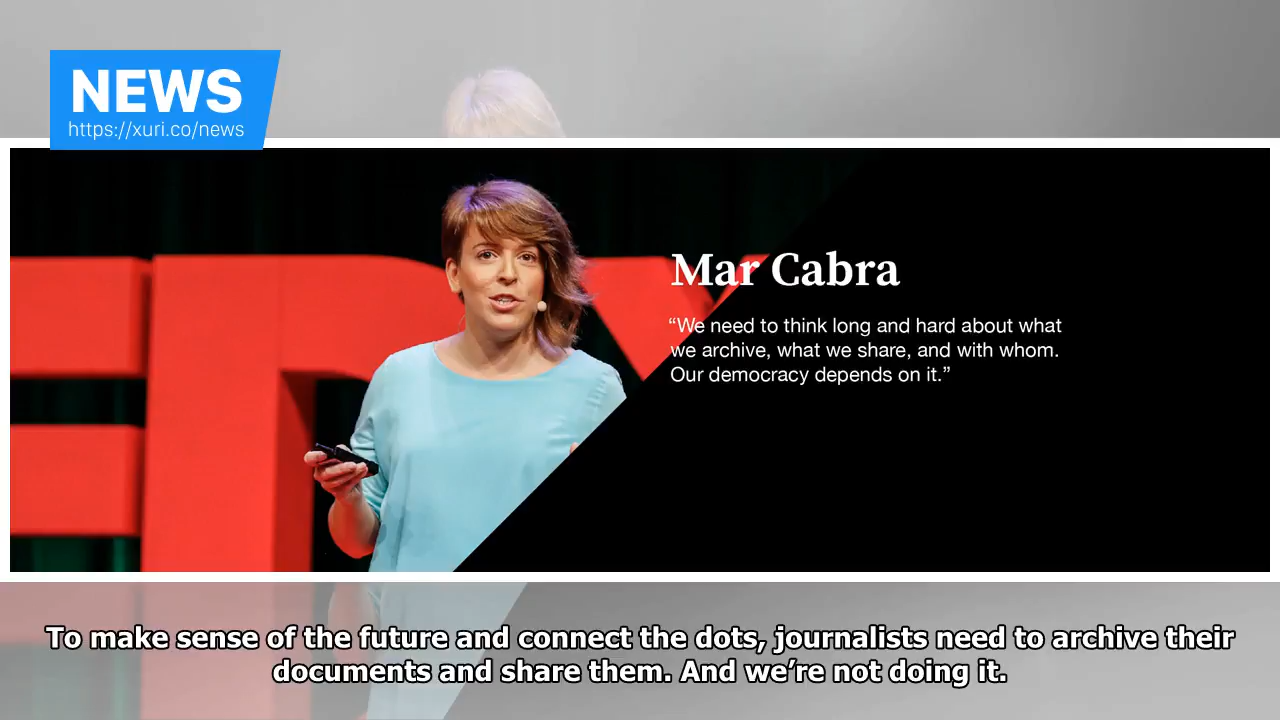 NEWS
https://xuri.co/news
Mar Cabra
“We need to think long and hard about what
we archive, what we share, and with whom.
Our democracy depends on it.”
To make sense of the future and connect the dots, journalists need to archive their
documents and share them. And we’re not doing it.